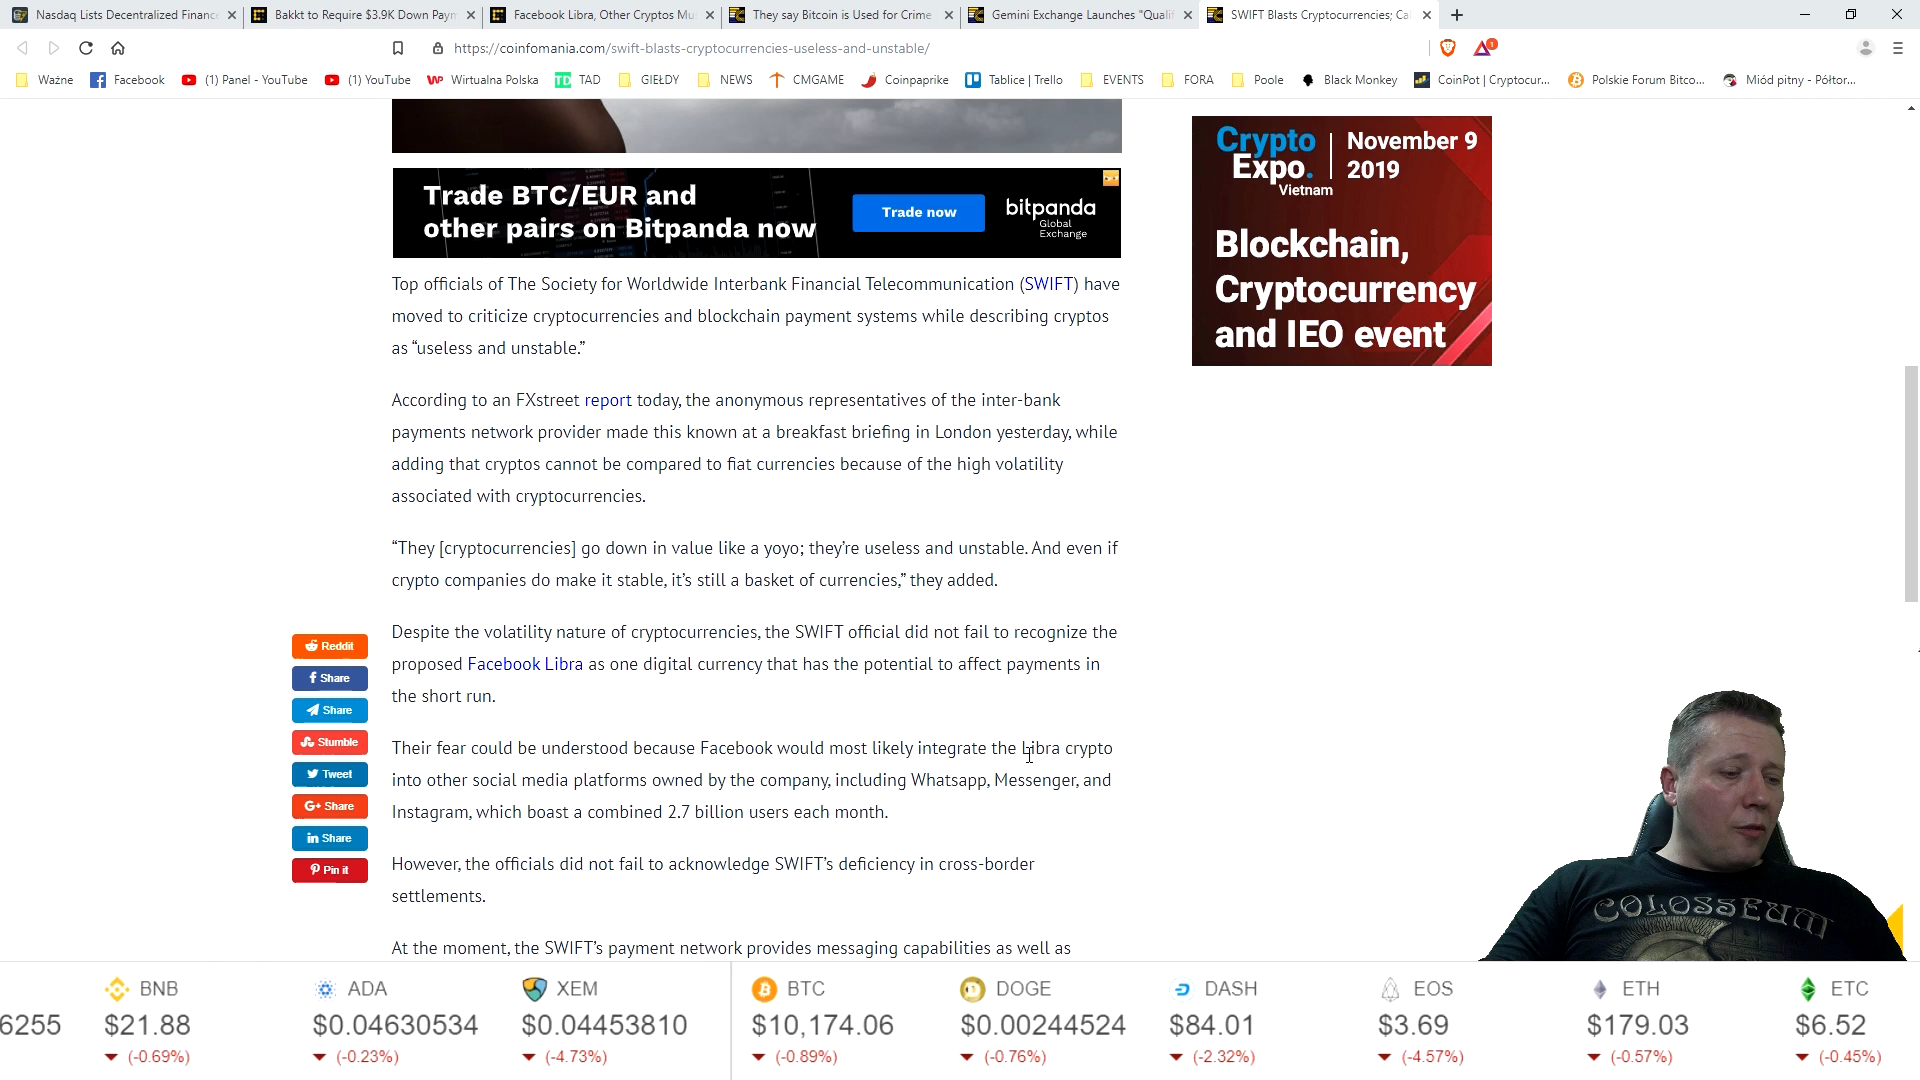 Nasdaq Lists Decentralized Finance
Bakkt to Require $3.9K Down Paym
Facebook Libra, Other Cryptos Mu
They say Bitcoin is Used for Crime
Gemini Exchange Launches "Qualif
SWIFT Blasts Cryptocurrencies; Cal
https://coinfomania.com/swift-blasts-cryptocurrencies-useless-and-unstable/
1
Ważne
Facebook
(1) Panel - YouTube
(1) YouTube
WP Wirtualna Polska
TD TAD
GIEŁDY
NEWS
CMGAME
Coinpaprike
Tablice | Trello
EVENTS
FORA
Poole
Black Monkey
CoinPot | Cryptocur...
Polskie Forum Bitco...
Miód pitny - Półtor...
Trade BTC/EUR and
other pairs on Bitpanda now
Trade now
bitpanda
Global
Exchange
Crypto
Expo.
Vietnam
November 9
2019
Blockchain,
Cryptocurrency
and IEO event
Top officials of The Society for Worldwide Interbank Financial Telecommunication (SWIFT) have
moved to criticize cryptocurrencies and blockchain payment systems while describing cryptos
as “useless and unstable.”
According to an FXstreet report today, the anonymous representatives of the inter-bank
payments network provider made this known at a breakfast briefing in London yesterday, while
adding that cryptos cannot be compared to fiat currencies because of the high volatility
associated with cryptocurrencies.
“They [cryptocurrencies] go down in value like a yoyo; they’re useless and unstable. And even if
crypto companies do make it stable, it’s still a basket of currencies,” they added.
Despite the volatility nature of cryptocurrencies, the SWIFT official did not fail to recognize the
proposed Facebook Libra as one digital currency that has the potential to affect payments in
the short run.
Their fear could be understood because Facebook would most likely integrate the Libra crypto
into other social media platforms owned by the company, including Whatsapp, Messenger, and
Instagram, which boast a combined 2.7 billion users each month.
However, the officials did not fail to acknowledge SWIFT’s deficiency in cross-border
settlements.
At the moment, the SWIFT’s payment network provides messaging capabilities as well as
Reddit
Share
Share
Stumble
Tweet
G+ Share
in Share
Pin it
COLOSSEUM
6255
BNB
$21.88
(-0.69%)
ADA
$0.04630534
(-0.23%)
XEM
$0.04453810
(-4.73%)
BTC
$10,174.06
(-0.89%)
DOGE
$0.00244524
(-0.76%)
DASH
$84.01
(-2.32%)
EOS
$3.69
(-4.57%)
ETH
$179.03
(-0.57%)
ETC
$6.52
(-0.45%)